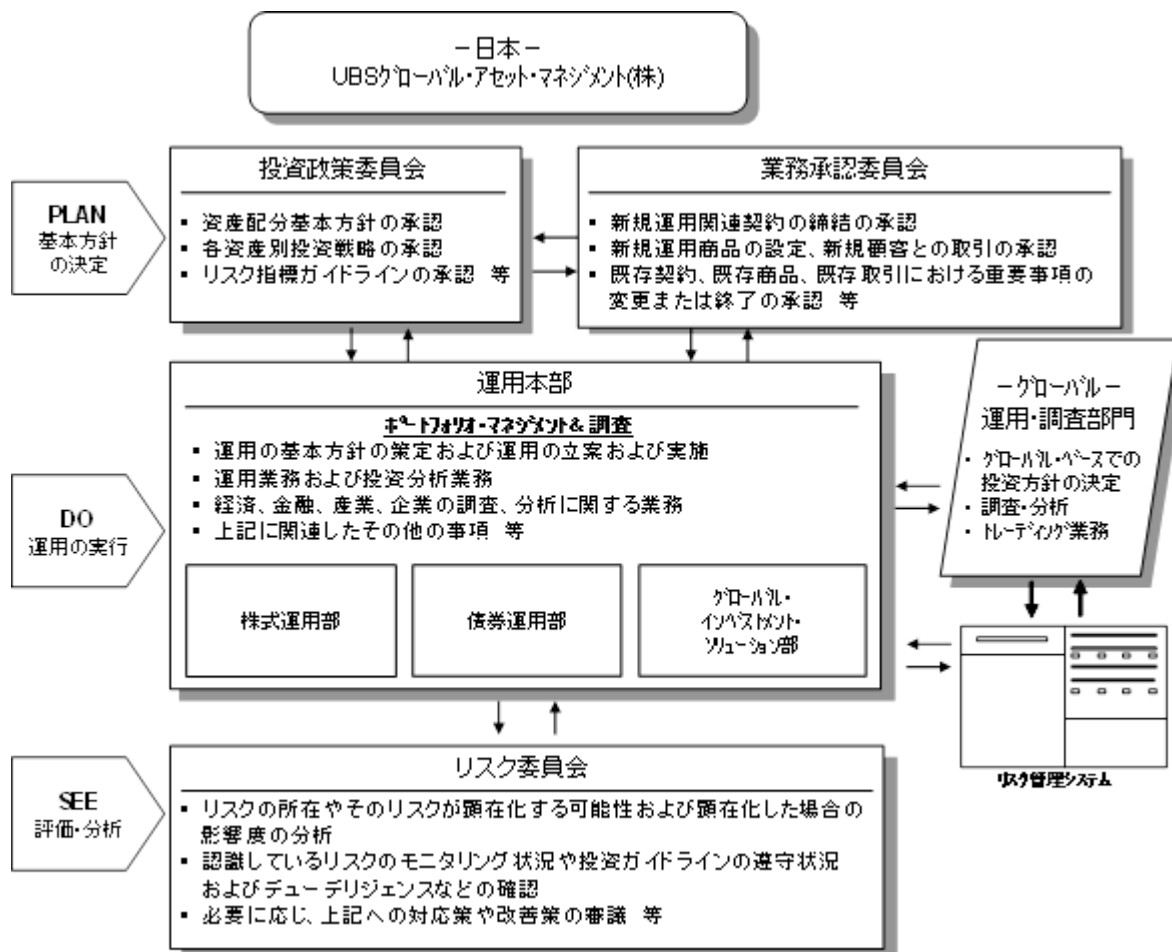 －日本－
UBSｸﾞﾛｰﾊﾞﾙ･ｱｾｯﾄ･ﾏﾈｼﾞﾒﾝﾄ(株)
PLAN
基本方針
の決定
投資政策委員会
▪ 資産配分基本方針の承認
▪ 各資産別投資戦略の承認
▪ リスク指標ガイドラインの承認 等
業務承認委員会
▪ 新規運用関連契約の締結の承認
▪ 新規運用商品の設定、新規顧客との取引の承認
▪ 既存契約、既存商品、既存取引における重要事項の
変更または終了の承認 等
DO
運用の実行
運用本部
ﾎﾟｰﾄﾌｫﾘｵ･ﾏﾈｼﾞﾒﾝﾄ& 調査
▪ 運用の基本方針の策定および運用の立案および実施
▪ 運用業務および投資分析業務
▪ 経済、金融、産業、企業の調査、分析に関する業務
▪ 上記に関連したその他の事項 等
株式運用部
債券運用部
ｸﾞﾛｰﾊﾞﾙ･
ｲﾝﾍﾞｽﾄﾒﾝﾄ･
ｿﾘｭｰｼｮﾝ部
－ｸﾞﾛｰﾊﾞﾙ－
運用･調査部門
▪ ｸﾞﾛｰﾊﾞﾙ･ﾍﾞｰｽでの
投資方針の決定
▪ 調査･分析
▪ ﾄﾚｰﾃﾞｨﾝｸﾞ業務
ﾘｽｸ管理ｼｽﾃﾑ
SEE
評価･分析
リスク委員会
▪ リスクの所在やそのリスクが顕在化する可能性および顕在化した場合の
影響度の分析
▪ 認識しているリスクのモニタリング状況や投資ガイドラインの遵守状況
およびデューデリジェンスなどの確認
▪ 必要に応じ、上記への対応策や改善策の審議 等